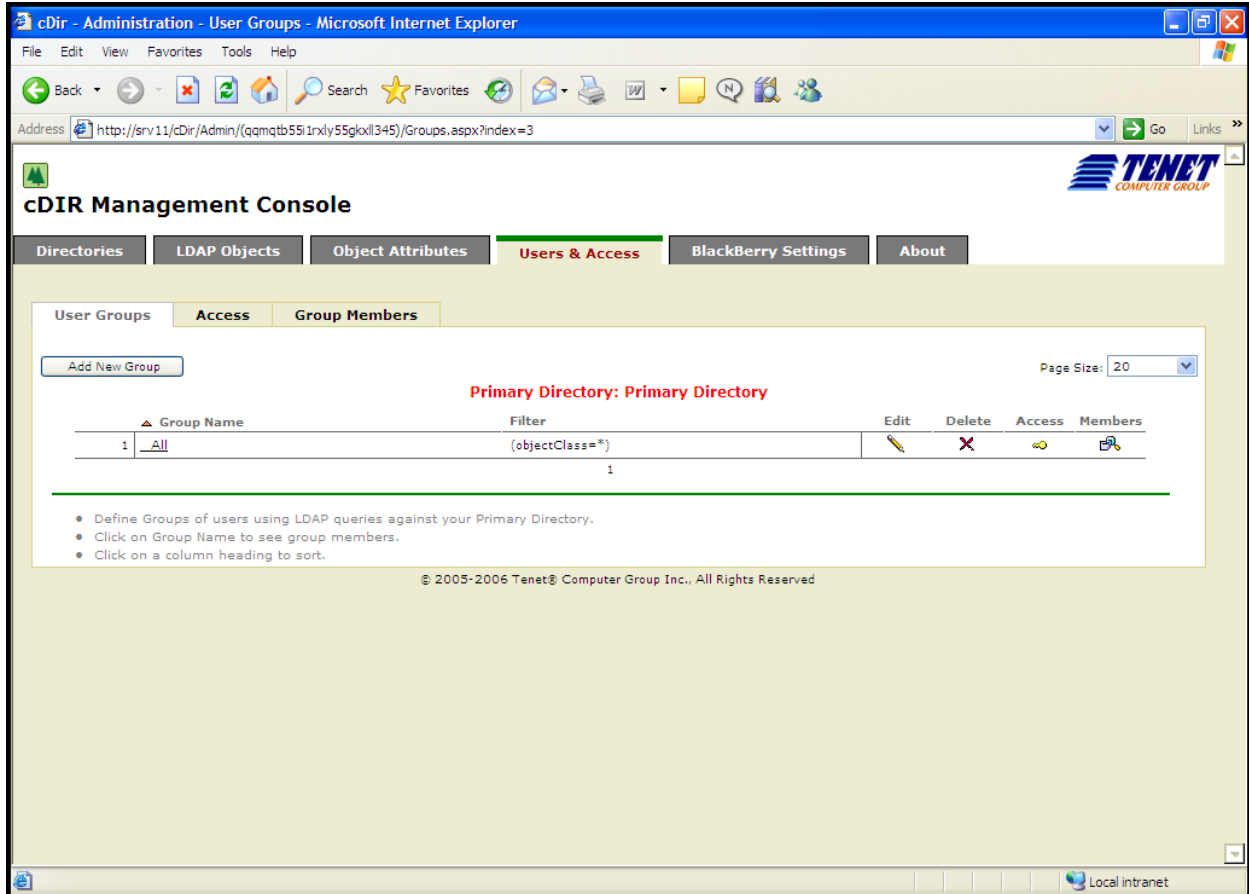 cDir - Administration - User Groups - Microsoft Internet Explorer
File Edit View Favorites Tools Help
Back Search Favorites
Address http://srv11/cDir/Admin/(qqmqtb55i1rxly55gkxll345)/Groups.aspx?index=3 Go Links »
TENET
COMPUTER GROUP
cDIR Management Console
Directories LDAP Objects Object Attributes Users & Access BlackBerry Settings About
User Groups Access Group Members
Add New Group Page Size: 20
Primary Directory: Primary Directory
Group Name Filter Edit Delete Access Members
1 _All (objectClass=*)
1
• Define Groups of users using LDAP queries against your Primary Directory.
• Click on Group Name to see group members.
• Click on a column heading to sort.
© 2005-2006 Tenet® Computer Group Inc., All Rights Reserved
Local intranet